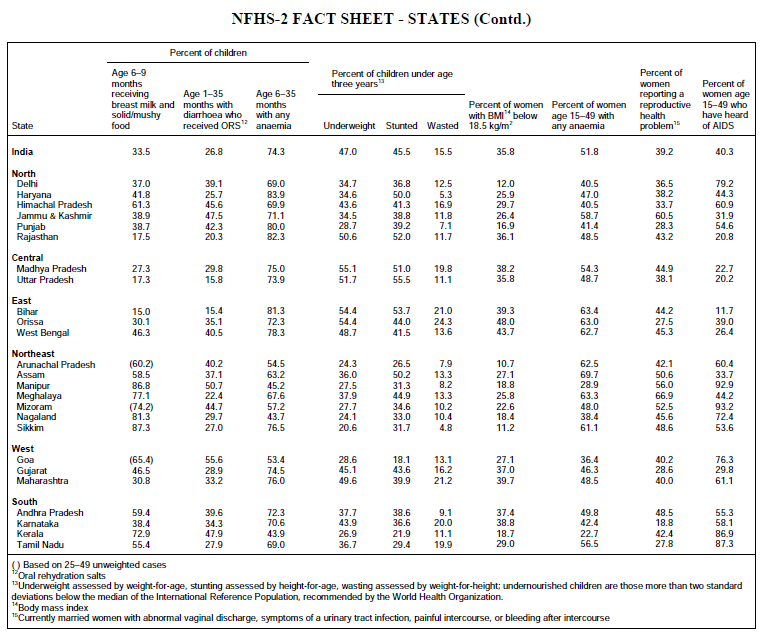 NFHS-2 FACT SHEET - STATES (Contd.)
Percent of children
Percent of children under age three years13
State
Age 6–9 months receiving breast milk and solid/mushy food
Age 1–35 months with diarrhoea who received ORS12
Age 6–35 months with any anaemia
Underweight Stunted Wasted
Percent of women with BMI14 below 18.5 kg/m2
Percent of women age 15–49 with any anaemia
Percent of women reporting a reproductive health problem15
Percent of women age 15–49 who have heard of AIDS
India 33.5 26.8 74.3 47.0 45.5 15.5 35.8 51.8 39.2 40.3
North
Delhi 37.0 39.1 69.0 34.7 36.8 12.5 12.0 40.5 36.5 79.2
Haryana 41.8 25.7 83.9 34.6 50.0 5.3 25.9 47.0 38.2 44.3
Himachal Pradesh 61.3 45.6 69.9 43.6 41.3 16.9 29.7 40.5 33.7 60.9
Jammu & Kashmir 38.9 47.5 71.1 34.5 38.8 11.8 26.4 58.7 60.5 31.9
Punjab 38.7 42.3 80.0 28.7 39.2 7.1 16.9 41.4 28.3 54.6
Rajasthan 17.5 20.3 82.3 50.6 52.0 11.7 36.1 48.5 43.2 20.8
Central
Madhya Pradesh 27.3 29.8 75.0 55.1 51.0 19.8 38.2 54.3 44.9 22.7
Uttar Pradesh 17.3 15.8 73.9 51.7 55.5 11.1 35.8 48.7 38.1 20.2
East
Bihar 15.0 15.4 81.3 54.4 53.7 21.0 39.3 63.4 44.2 11.7
Orissa 30.1 35.1 72.3 54.4 44.0 24.3 48.0 63.0 27.5 39.0
West Bengal 46.3 40.5 78.3 48.7 41.5 13.6 43.7 62.7 45.3 26.4
Northeast
Arunachal Pradesh (60.2) 40.2 54.5 24.3 26.5 7.9 10.7 62.5 42.1 60.4
Assam 58.5 37.1 63.2 36.0 50.2 13.3 27.1 69.7 50.6 33.7
Manipur 86.8 50.7 45.2 27.5 31.3 8.2 18.8 28.9 56.0 92.9
Meghalaya 77.1 22.4 67.6 37.9 44.9 13.3 25.8 63.3 66.9 44.2
Mizoram (74.2) 44.7 57.2 27.7 34.6 10.2 22.6 48.0 52.5 93.2
Nagaland 81.3 29.7 43.7 24.1 33.0 10.4 18.4 38.4 45.6 72.4
Sikkim 87.3 27.0 76.5 20.6 31.7 4.8 11.2 61.1 48.6 53.6
West
Goa (65.4) 55.6 53.4 28.6 18.1 13.1 27.1 36.4 40.2 76.3
Gujarat 46.5 28.9 74.5 45.1 43.6 16.2 37.0 46.3 28.6 29.8
Maharashtra 30.8 33.2 76.0 49.6 39.9 21.2 39.7 48.5 40.0 61.1
South
Andhra Pradesh 59.4 39.6 72.3 37.7 38.6 9.1 37.4 49.8 48.5 55.3
Karnataka 38.4 34.3 70.6 43.9 36.6 20.0 38.8 42.4 18.8 58.1
Kerala 72.9 47.9 43.9 26.9 21.9 11.1 18.7 22.7 42.4 86.9
Tamil Nadu 55.4 27.9 69.0 36.7 29.4 19.9 29.0 56.5 27.8 87.3
( ) Based on 25–49 unweighted cases
12Oral rehydration salts
13Underweight assessed by weight-for-age, stunting assessed by height-for-age, wasting assessed by weight-for-height; undernourished children are those more than two standard
deviations below the median of the International Reference Population, recommended by the World Health Organization.
14Body mass index
15Currently married women with abnormal vaginal discharge, symptoms of a urinary tract infection, painful intercourse, or bleeding after intercourse